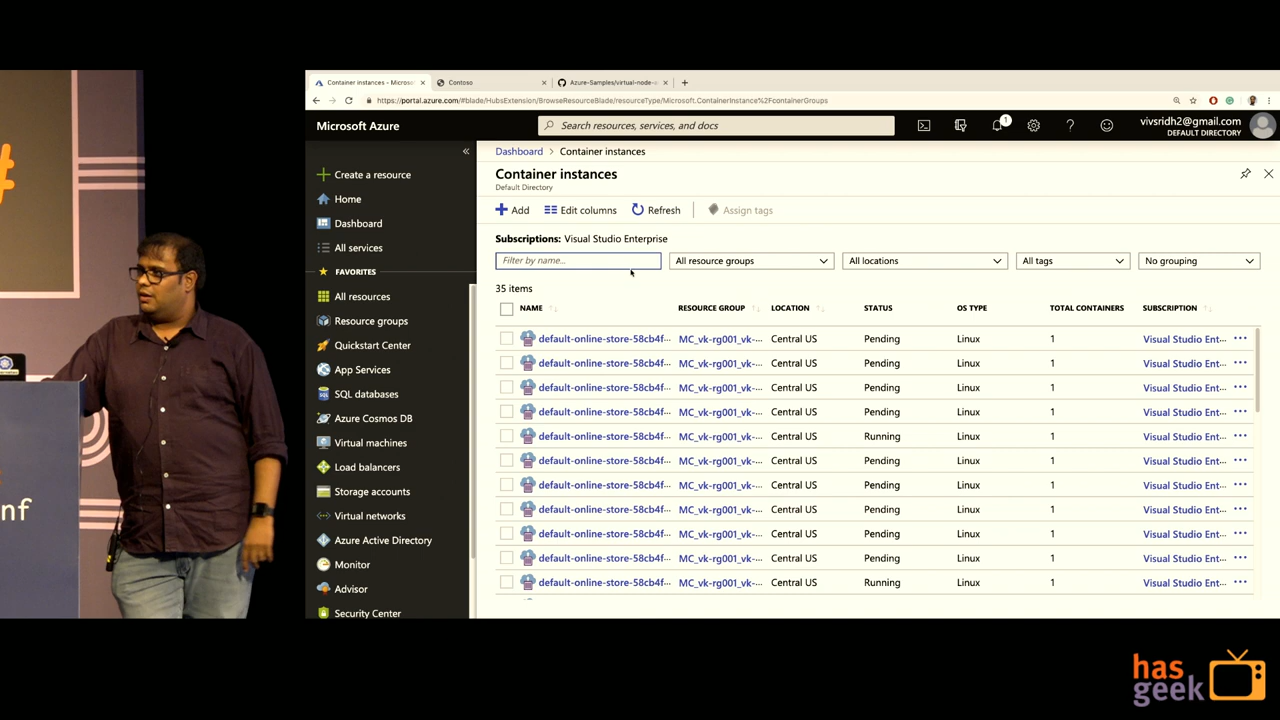 #
nf
Container instances - Microso
Contoso
Azure-Samples/virtual-node-a
https://portal.azure.com/#blade/HubsExtension/BrowseResourceBlade/resourceType/Microsoft.ContainerInstance%2FcontainerGroups
Microsoft Azure
Search resources, services, and docs
1
vivsridh2@gmail.com
DEFAULT DIRECTORY
Create a resource
Home
Dashboard
All services
FAVORITES
All resources
Resource groups
Quickstart Center
App Services
SQL databases
Azure Cosmos DB
Virtual machines
Load balancers
Storage accounts
Virtual networks
Azure Active Directory
Monitor
Advisor
Security Center
Dashboard > Container instances
Container instances
Default Directory
Add Edit columns Refresh Assign tags
Subscriptions: Visual Studio Enterprise
Filter by name... All resource groups All locations All tags No grouping
35 items
NAME RESOURCE GROUP LOCATION STATUS OS TYPE TOTAL CONTAINERS SUBSCRIPTION
default-online-store-58cb4f... MC_vk-rg001_vk-... Central US Pending Linux 1 Visual Studio Ent...
default-online-store-58cb4f... MC_vk-rg001_vk-... Central US Pending Linux 1 Visual Studio Ent...
default-online-store-58cb4f... MC_vk-rg001_vk-... Central US Pending Linux 1 Visual Studio Ent...
default-online-store-58cb4f... MC_vk-rg001_vk-... Central US Pending Linux 1 Visual Studio Ent...
default-online-store-58cb4f... MC_vk-rg001_vk-... Central US Running Linux 1 Visual Studio Ent...
default-online-store-58cb4f... MC_vk-rg001_vk-... Central US Pending Linux 1 Visual Studio Ent...
default-online-store-58cb4f... MC_vk-rg001_vk-... Central US Pending Linux 1 Visual Studio Ent...
default-online-store-58cb4f... MC_vk-rg001_vk-... Central US Pending Linux 1 Visual Studio Ent...
default-online-store-58cb4f... MC_vk-rg001_vk-... Central US Pending Linux 1 Visual Studio Ent...
default-online-store-58cb4f... MC_vk-rg001_vk-... Central US Pending Linux 1 Visual Studio Ent...
default-online-store-58cb4f... MC_vk-rg001_vk-... Central US Running Linux 1 Visual Studio Ent...
has
geek